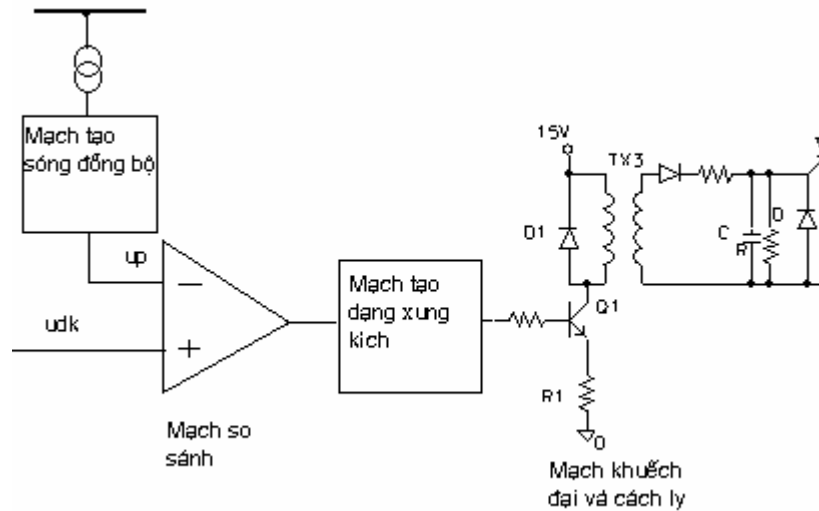 Mạch tạo
sóng đồng bộ
up
udk
Mạch so
sánh
Mạch tạo
dạng xung
kích
15V
TX3
D1
Q1
R1
0
C
R
D
Mạch khuếch
đại và cách ly